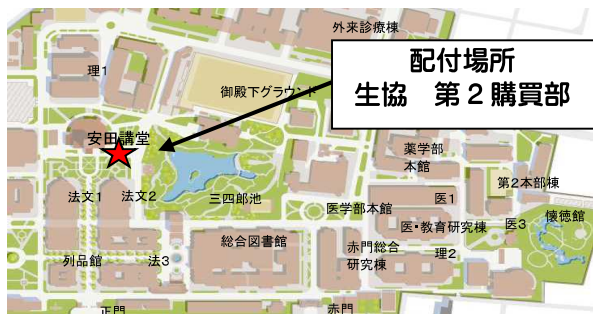 外来診療棟
配付場所
生協 第2購買部
理1
御殿下グラウンド
安田講堂
薬学部
本館
第2本部棟
法文1
法文2
三四郎池
医学部本館
医1
懐徳館
医・教育研究棟
医3
列品館
法3
総合図書館
赤門総合
研究棟
理2
正門
赤門